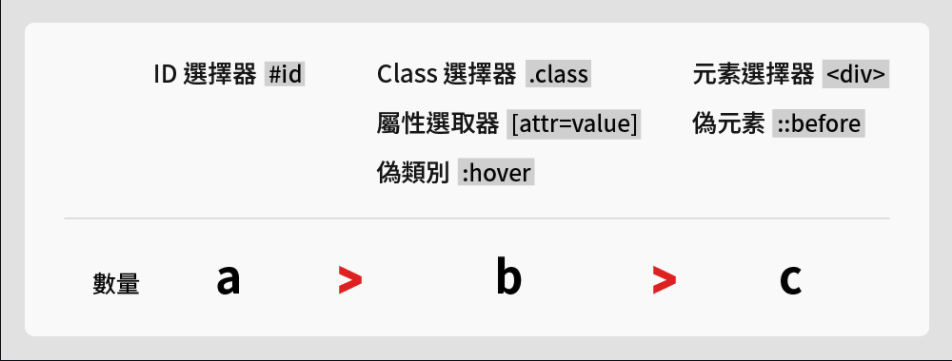 ID 選擇器 #id
Class 選擇器 .class
元素選擇器 <div>
屬性選取器 [attr=value]
偽元素 ::before
偽類別 :hover
數量 a > b > c